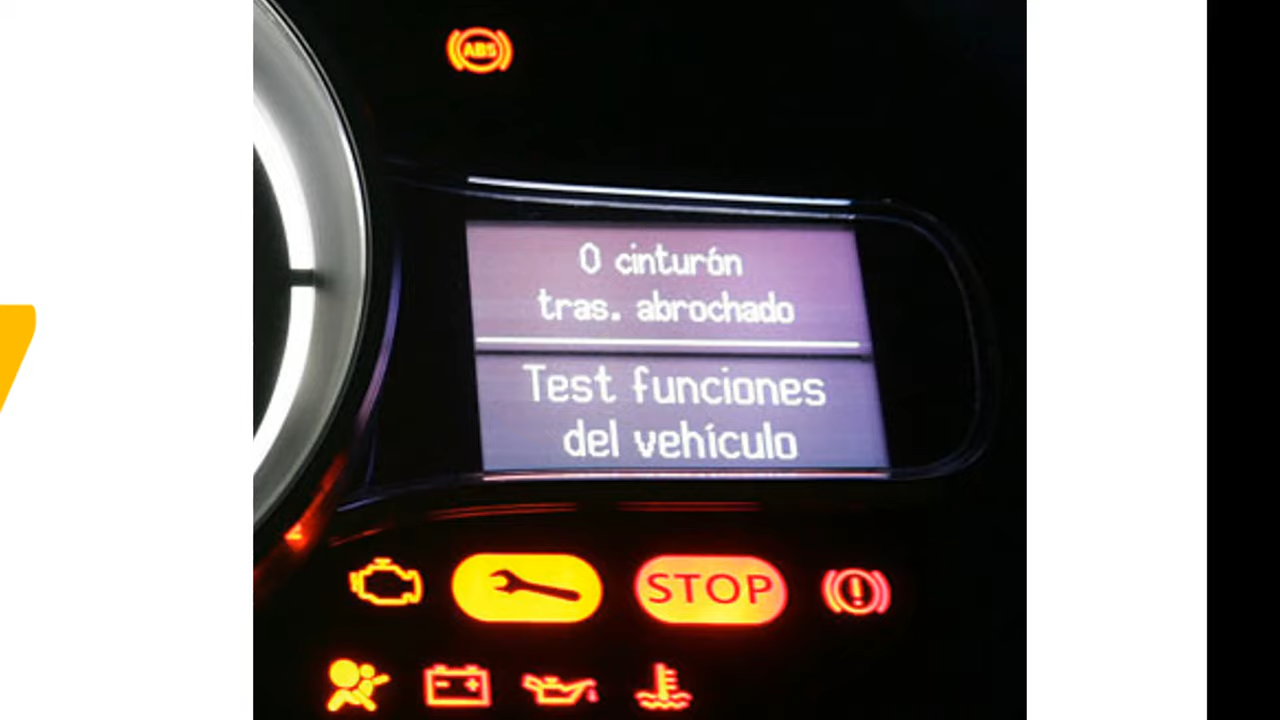 ABS
0 cinturón
tras. abrochado
Test funciones
del vehículo
STOP